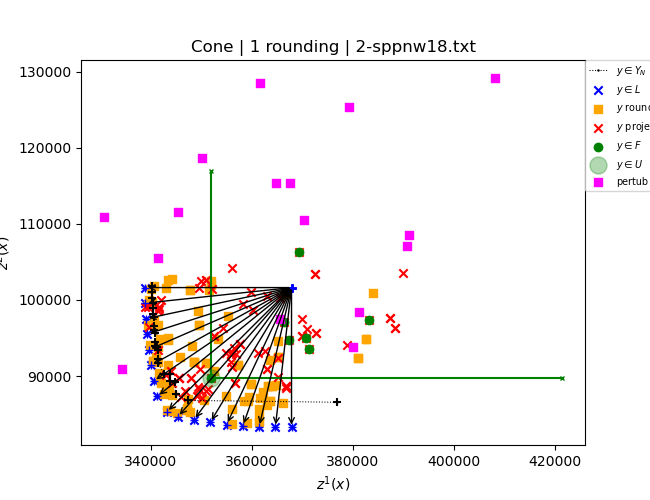 Cone | 1 rounding | 2-sppnw18.txt
130000
120000
110000
100000
90000
z²(x)
340000
360000
380000
400000
420000
z¹(x)
y ∈ Y_N
y ∈ L
y roun
y proje
y ∈ F
y ∈ U
pertub